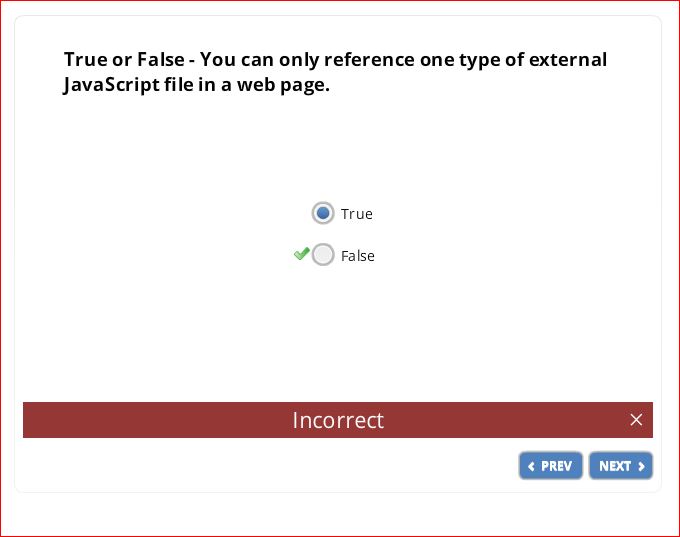 True or False - You can only reference one type of external
JavaScript file in a web page.
True
False
Incorrect
PREV
NEXT